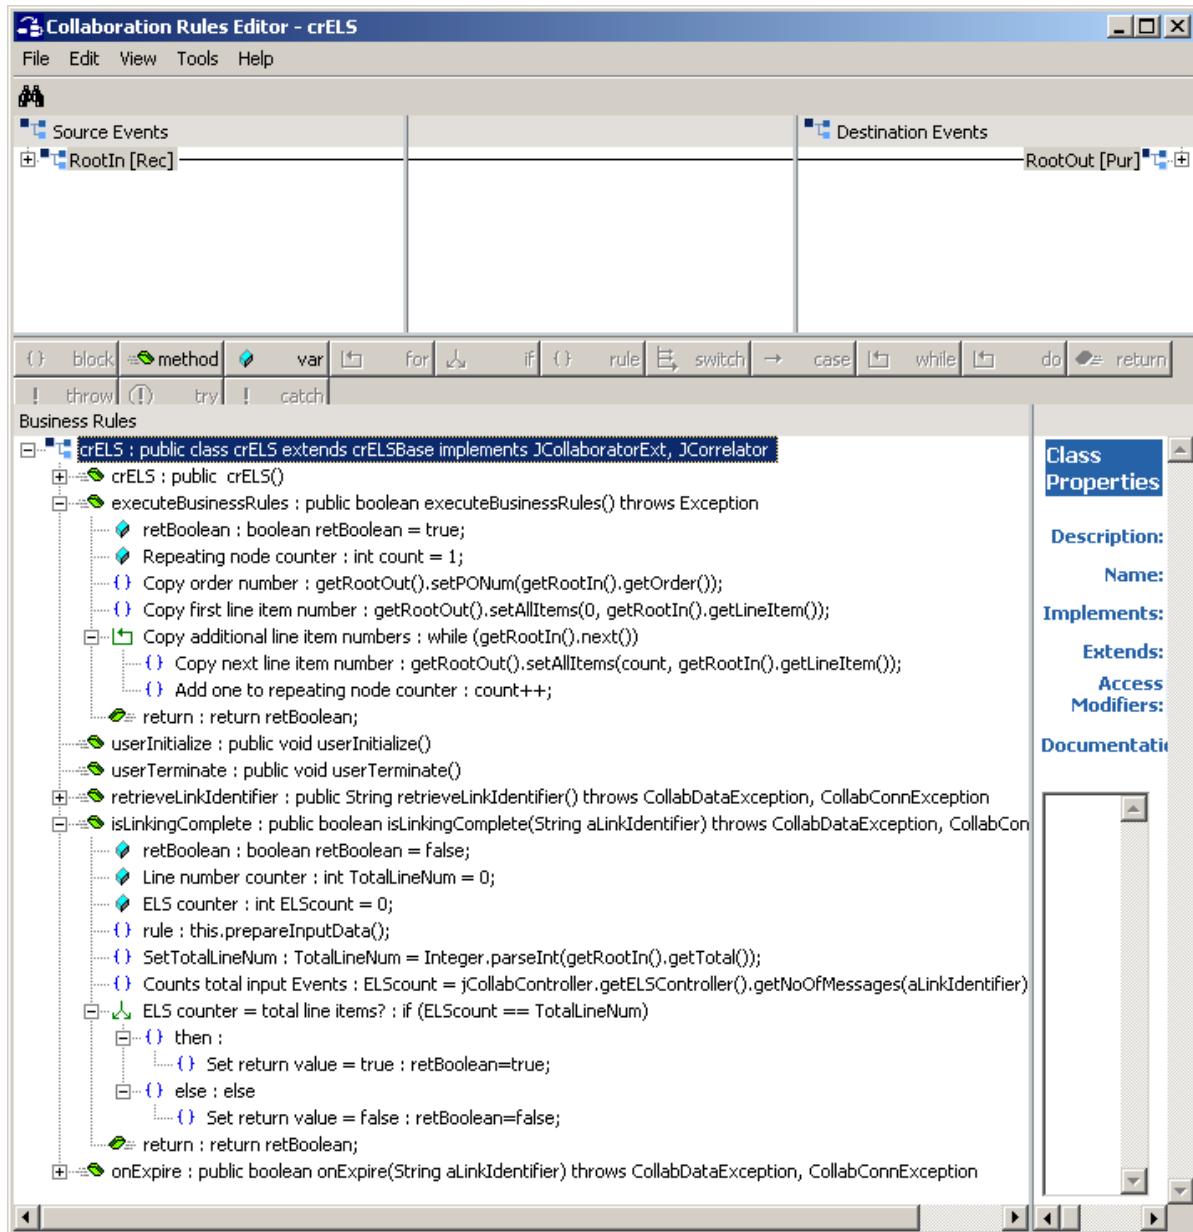 Collaboration Rules Editor - crELS
File Edit View Tools Help
Source Events
Destination Events
RootIn [Rec]
RootOut [Pur]
{} block method var for if {} rule switch case while do return
! throw try ! catch
Business Rules
crELS : public class crELS extends crELSBase implements JCollaboratorExt, JCorrelator
crELS : public crELS()
executeBusinessRules : public boolean executeBusinessRules() throws Exception
retBoolean : boolean retBoolean = true;
Repeating node counter : int count = 1;
{} Copy order number : getRootOut().setPONum(getRootIn().getOrder());
{} Copy first line item number : getRootOut().setAllItems(0, getRootIn().getLineItem());
Copy additional line item numbers : while (getRootIn().next())
{} Copy next line item number : getRootOut().setAllItems(count, getRootIn().getLineItem());
{} Add one to repeating node counter : count++;
return : return retBoolean;
userInitialize : public void userInitialize()
userTerminate : public void userTerminate()
retrieveLinkIdentifier : public String retrieveLinkIdentifier() throws CollabDataException, CollabConnException
isLinkingComplete : public boolean isLinkingComplete(String aLinkIdentifier) throws CollabDataException, CollabCon
retBoolean : boolean retBoolean = false;
Line number counter : int TotalLineNum = 0;
ELS counter : int ELScount = 0;
{} rule : this.prepareInputData();
{} SetTotalLineNum : TotalLineNum = Integer.parseInt(getRootIn().getTotal());
{} Counts total input Events : ELScount = jCollabController.getELSController().getNoOfMessages(aLinkIdentifier)
ELS counter = total line items? : if (ELScount == TotalLineNum)
{} then :
{} Set return value = true : retBoolean=true;
{} else : else
{} Set return value = false : retBoolean=false;
return : return retBoolean;
onExpire : public boolean onExpire(String aLinkIdentifier) throws CollabDataException, CollabConnException
Class
Properties
Description:
Name:
Implements:
Extends:
Access
Modifiers:
Documentati